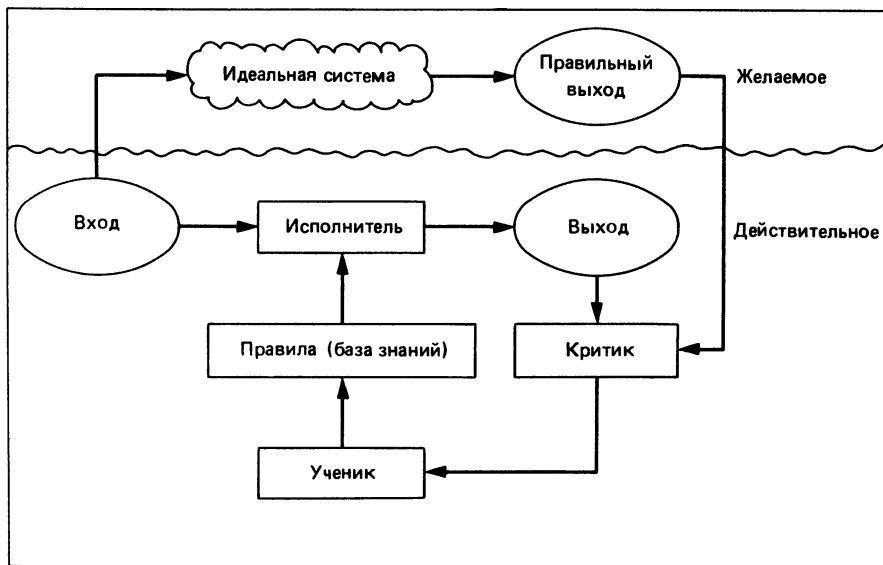 Идеальная система
Правильный
выход
Желаемое
Вход
Исполнитель
Выход
Действительное
Правила (база знаний)
Критик
Ученик